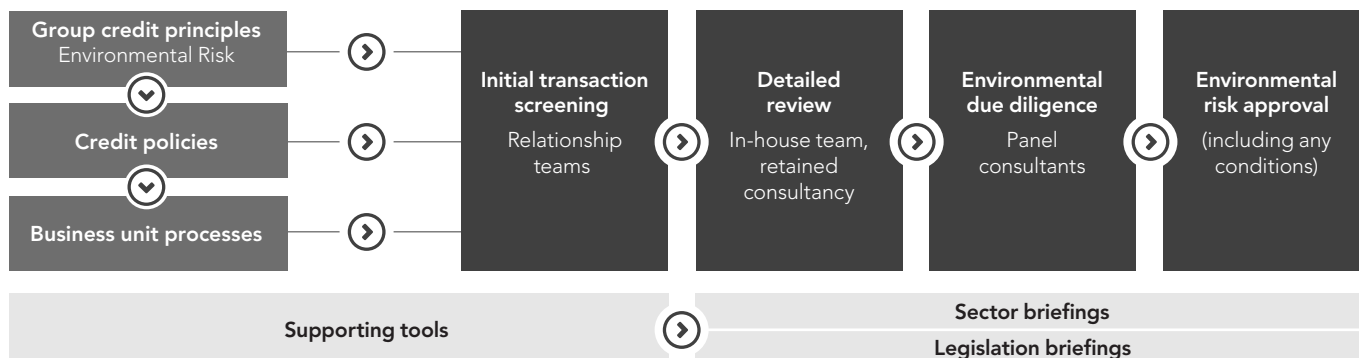 Group credit principles
Environmental Risk
Credit policies
Business unit processes
Initial transaction
screening
Relationship
teams
Detailed
review
In-house team,
retained
consultancy
Environmental
due diligence
Panel
consultants
Environmental
risk approval
(including any
conditions)
Supporting tools
Sector briefings
Legislation briefings